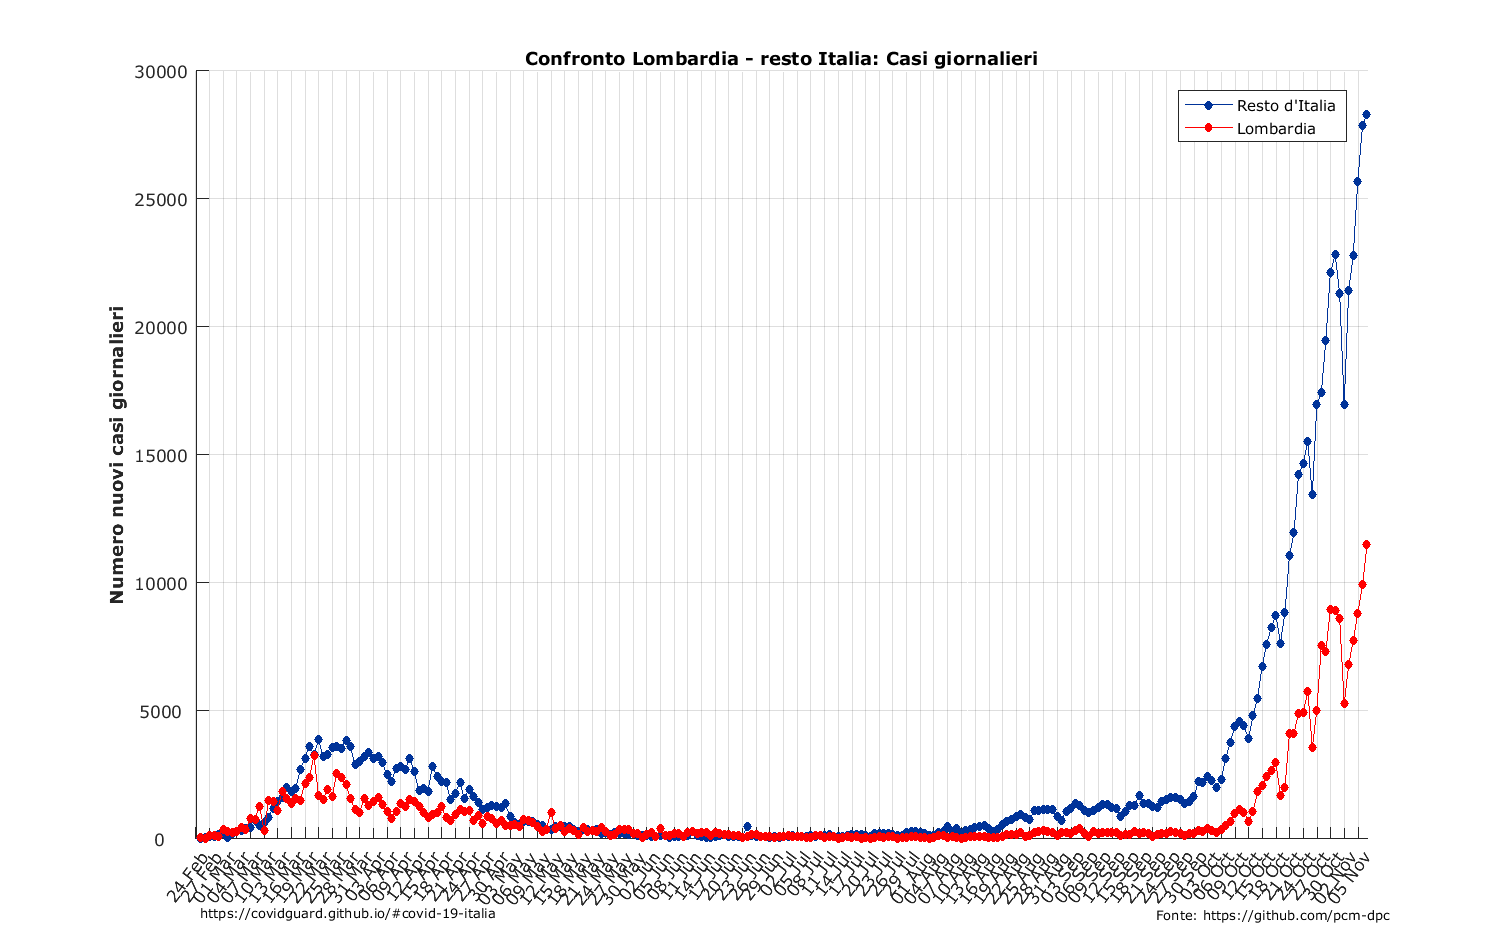 Confronto Lombardia - resto Italia: Casi giornalieri
Numero nuovi casi giornalieri
30000
25000
20000
15000
10000
5000
0
Resto d'Italia
Lombardia
24 Feb
27 Feb
01 Mar
04 Mar
07 Mar
10 Mar
13 Mar
16 Mar
19 Mar
22 Mar
25 Mar
28 Mar
31 Mar
03 Apr
06 Apr
09 Apr
12 Apr
15 Apr
18 Apr
21 Apr
24 Apr
27 Apr
30 Apr
03 May
06 May
09 May
12 May
15 May
18 May
21 May
24 May
27 May
30 May
02 Jun
05 Jun
08 Jun
11 Jun
14 Jun
17 Jun
20 Jun
23 Jun
26 Jun
29 Jun
02 Jul
05 Jul
08 Jul
11 Jul
14 Jul
17 Jul
20 Jul
23 Jul
26 Jul
29 Jul
01 Aug
04 Aug
07 Aug
10 Aug
13 Aug
16 Aug
19 Aug
22 Aug
25 Aug
28 Aug
31 Aug
03 Sep
06 Sep
09 Sep
12 Sep
15 Sep
18 Sep
21 Sep
24 Sep
27 Sep
30 Sep
03 Oct
06 Oct
09 Oct
12 Oct
15 Oct
18 Oct
21 Oct
24 Oct
27 Oct
30 Oct
02 Nov
05 Nov
https://covidguard.github.io/#covid-19-italia
Fonte: https://github.com/pcm-dpc